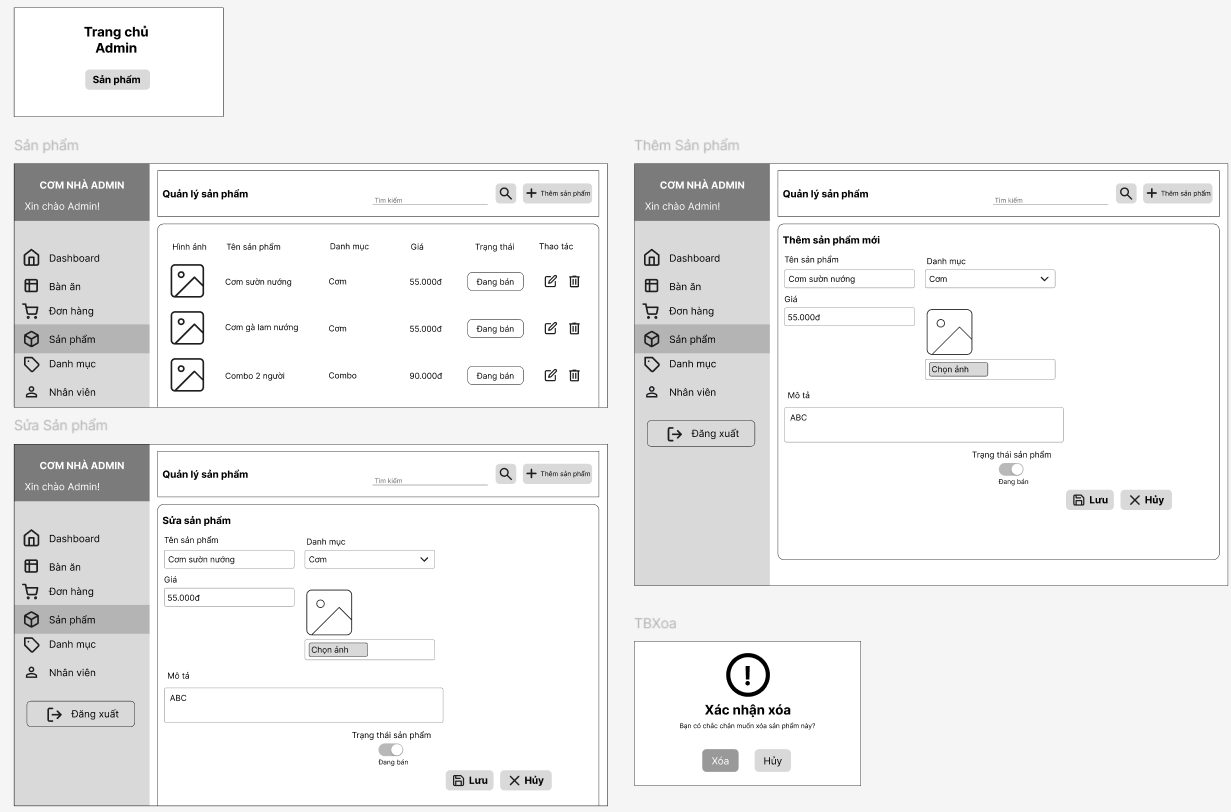 Trang chủ
Admin
Sản phẩm
Sản phẩm
CƠM NHÀ ADMIN
Xin chào Admin!
Dashboard
Bàn ăn
Đơn hàng
Sản phẩm
Danh mục
Nhân viên
Quản lý sản phẩm
Tìm kiếm
Thêm sản phẩm
Hình ảnh Tên sản phẩm Danh mục Giá Trạng thái Thao tác
Cơm sườn nướng Cơm 55.000đ Đang bán
Cơm gà lam nướng Cơm 55.000đ Đang bán
Combo 2 người Combo 90.000đ Đang bán
Thêm Sản phẩm
CƠM NHÀ ADMIN
Xin chào Admin!
Dashboard
Bàn ăn
Đơn hàng
Sản phẩm
Danh mục
Nhân viên
Đăng xuất
Quản lý sản phẩm
Tìm kiếm
Thêm sản phẩm
Thêm sản phẩm mới
Tên sản phẩm Danh mục
Cơm sườn nướng Cơm
Giá
55.000đ
Chọn ảnh
Mô tả
ABC
Trạng thái sản phẩm
Đang bán
Lưu Hủy
Sửa Sản phẩm
CƠM NHÀ ADMIN
Xin chào Admin!
Dashboard
Bàn ăn
Đơn hàng
Sản phẩm
Danh mục
Nhân viên
Đăng xuất
Quản lý sản phẩm
Tìm kiếm
Thêm sản phẩm
Sửa sản phẩm
Tên sản phẩm Danh mục
Cơm sườn nướng Cơm
Giá
55.000đ
Chọn ảnh
Mô tả
ABC
Trạng thái sản phẩm
Đang bán
Lưu Hủy
TBXoa
Xác nhận xóa
Bạn có chắc chắn muốn xóa sản phẩm này?
Xóa Hủy